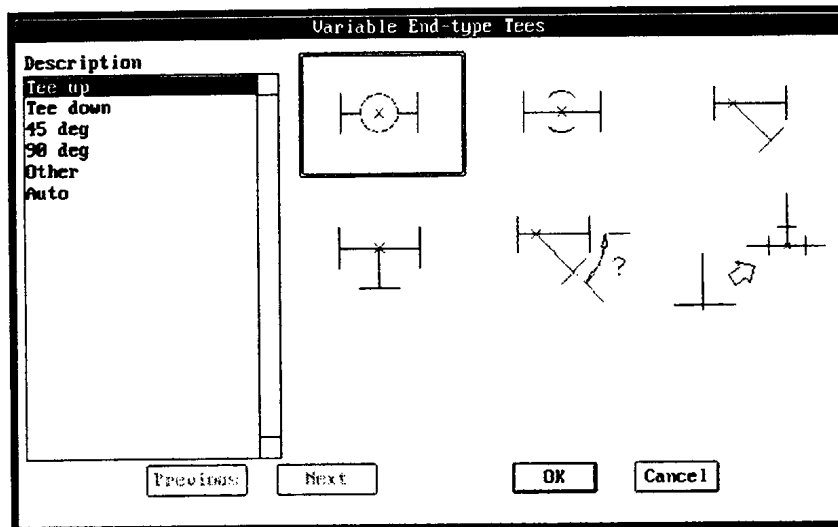 Variable End-type Tees
Description
Tee up
Tee down
45 deg
90 deg
Other
Auto
?
Previous
Next
OK
Cancel